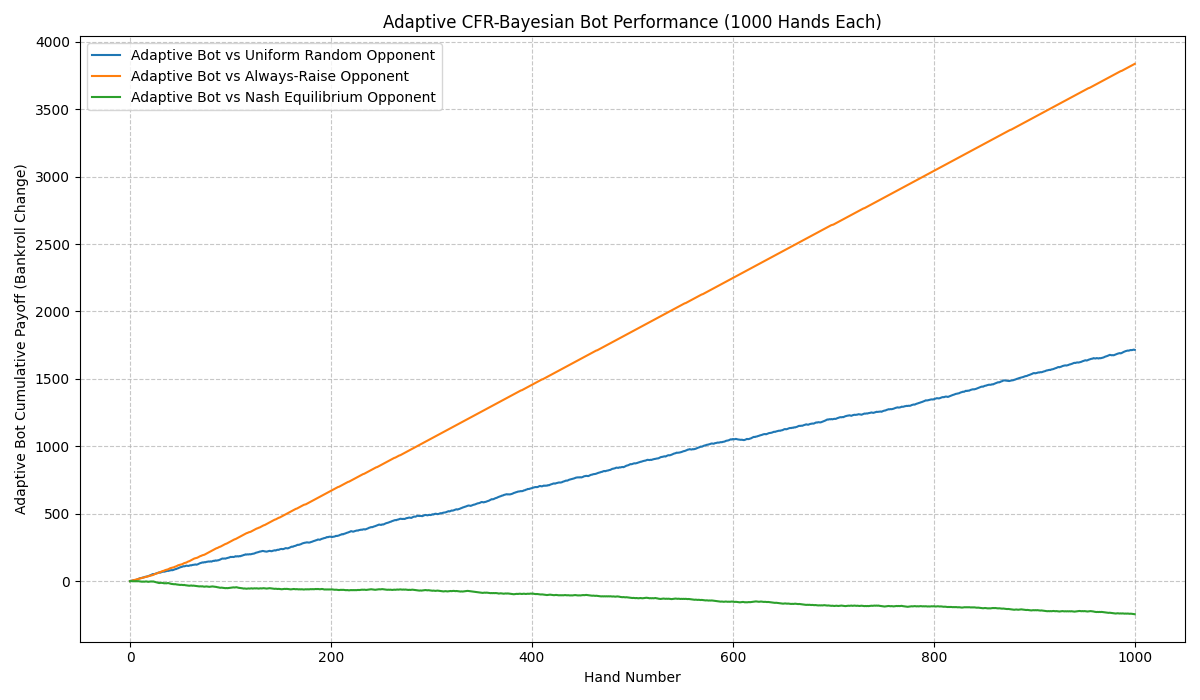 Adaptive CFR-Bayesian Bot Performance (1000 Hands Each)
Adaptive Bot vs Uniform Random Opponent
Adaptive Bot vs Always-Raise Opponent
Adaptive Bot vs Nash Equilibrium Opponent
Adaptive Bot Cumulative Payoff (Bankroll Change)
4000
3500
3000
2500
2000
1500
1000
500
0
0 200 400 600 800 1000
Hand Number